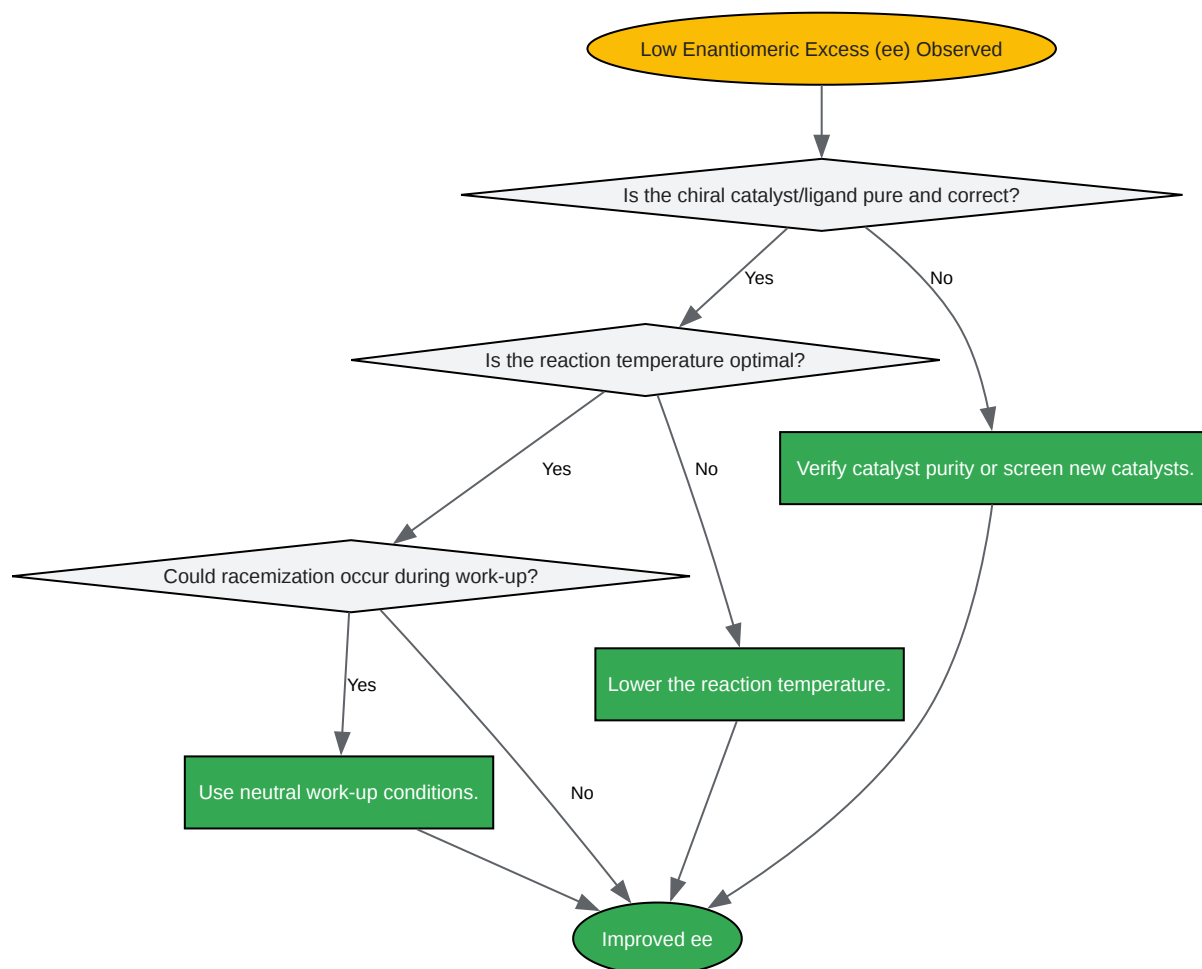 Low Enantiomeric Excess (ee) Observed
Is the chiral catalyst/ligand pure and correct?
Yes
No
Is the reaction temperature optimal?
Yes
No
Verify catalyst purity or screen new catalysts.
Could racemization occur during work-up?
Yes
Lower the reaction temperature.
Use neutral work-up conditions.
No
Improved ee